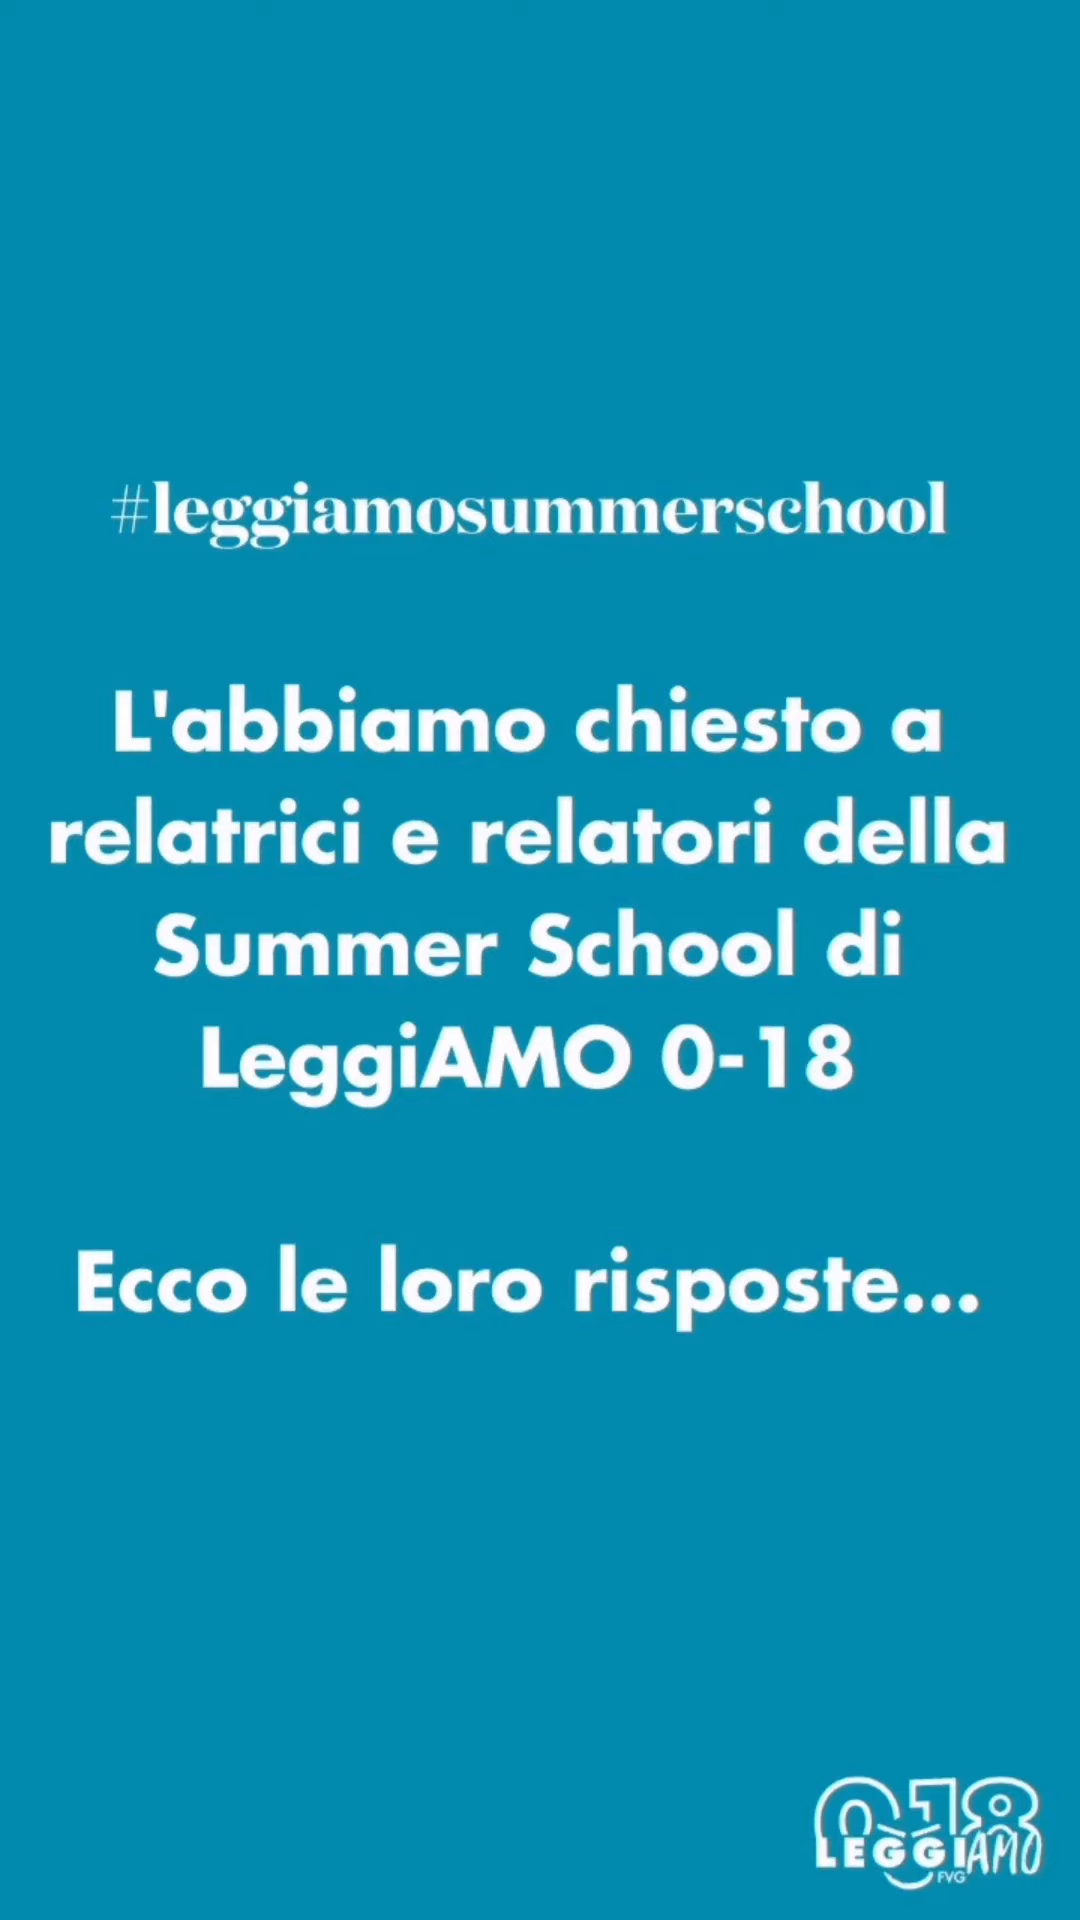 #leggiamosummerschool
L'abbiamo chiesto a
relatrici e relatori della
Summer School di
LeggiAMO 0-18
Ecco le loro risposte...
0-18
LEGGIAMO
FVG